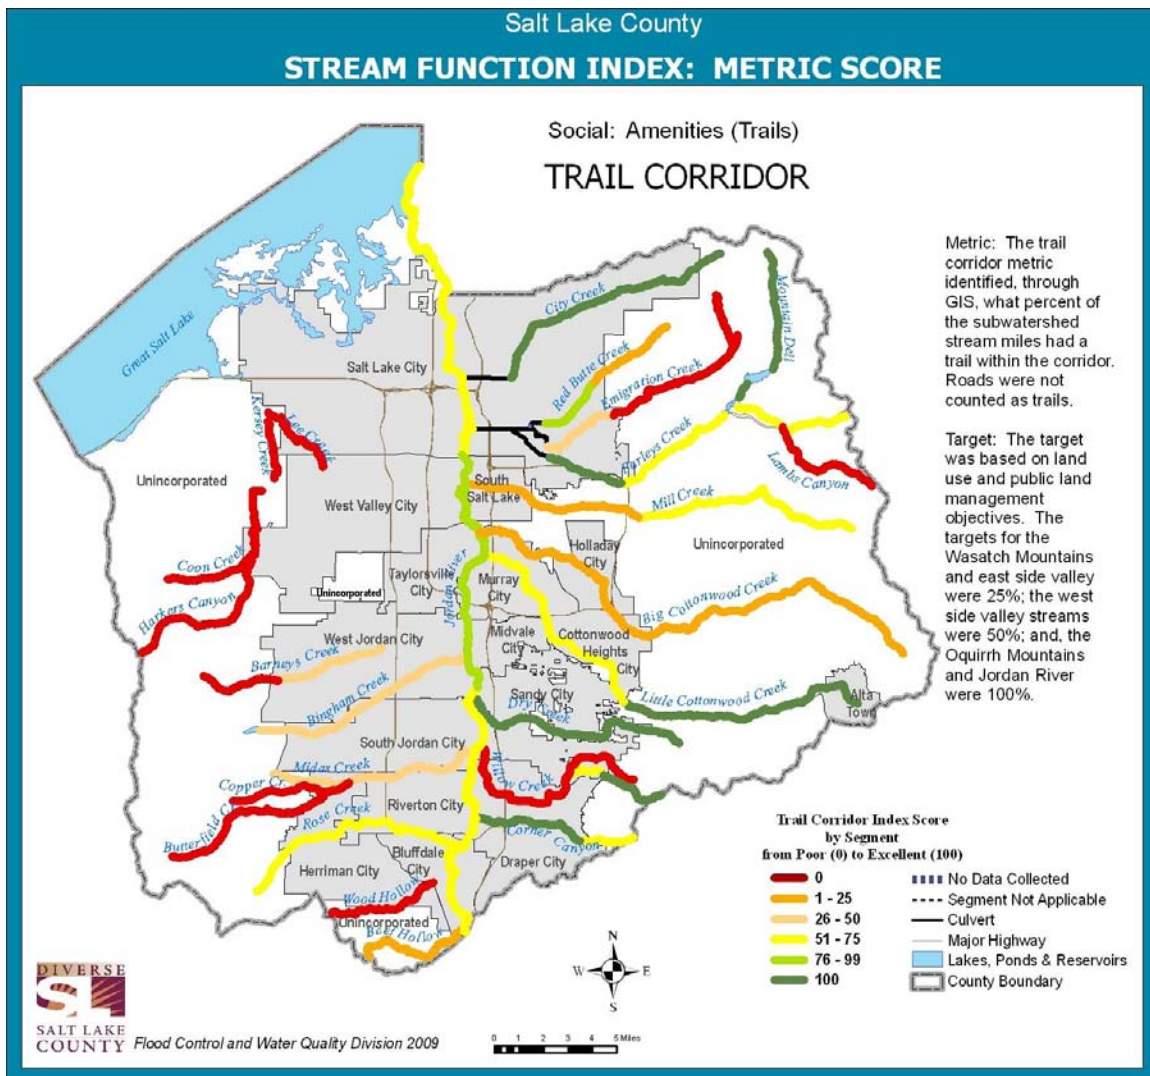 Salt Lake County
STREAM FUNCTION INDEX: METRIC SCORE
Social: Amenities (Trails)
TRAIL CORRIDOR
Metric: The trail
corridor metric
identified, through
GIS, what percent of
the subwatershed
stream miles had a
trail within the corridor.
Roads were not
counted as trails.
Target: The target
was based on land
use and public land
management
objectives. The
targets for the
Wasatch Mountains
and east side valley
were 25%; the west
side valley streams
were 50%; and, the
Oquirrh Mountains
and Jordan River
were 100%.
Great Salt Lake
City Creek
Mountain Dell
Salt Lake City
Red Butte Creek
Emigration Creek
Kersey Creek
Lee Creek
Parleys Creek
Lambs Canyon
Unincorporated
West Valley City
South
Salt Lake
Mill Creek
Unincorporated
Holladay
City
Coon Creek
Taylorsville
City
Jordan River
Murray
City
Unincorporated
Harkers Canyon
Big Cottonwood Creek
West Jordan City
Midvale
City
Cottonwood
Heights
City
Barneys Creek
Bingham Creek
Sandy City
Little Cottonwood Creek
Alta
Town
Dry Creek
South Jordan City
Midas Creek
Willow Creek
Copper Cr.
Riverton City
Butterfield C
Rose Creek
Corner
Canyon
Bluffdale
City
Draper City
Herriman City
Wood Hollow
Unincorporated
Beef Hollow
Trail Corridor Index Score
by Segment
from Poor (0) to Excellent (100)
0
1 - 25
26 - 50
51 - 75
76 - 99
100
No Data Collected
Segment Not Applicable
Culvert
Major Highway
Lakes, Ponds & Reservoirs
County Boundary
N
W E
S
0 1 2 3 4 5 Miles
DIVERSE
SL
SALT LAKE
COUNTY
Flood Control and Water Quality Division 2009